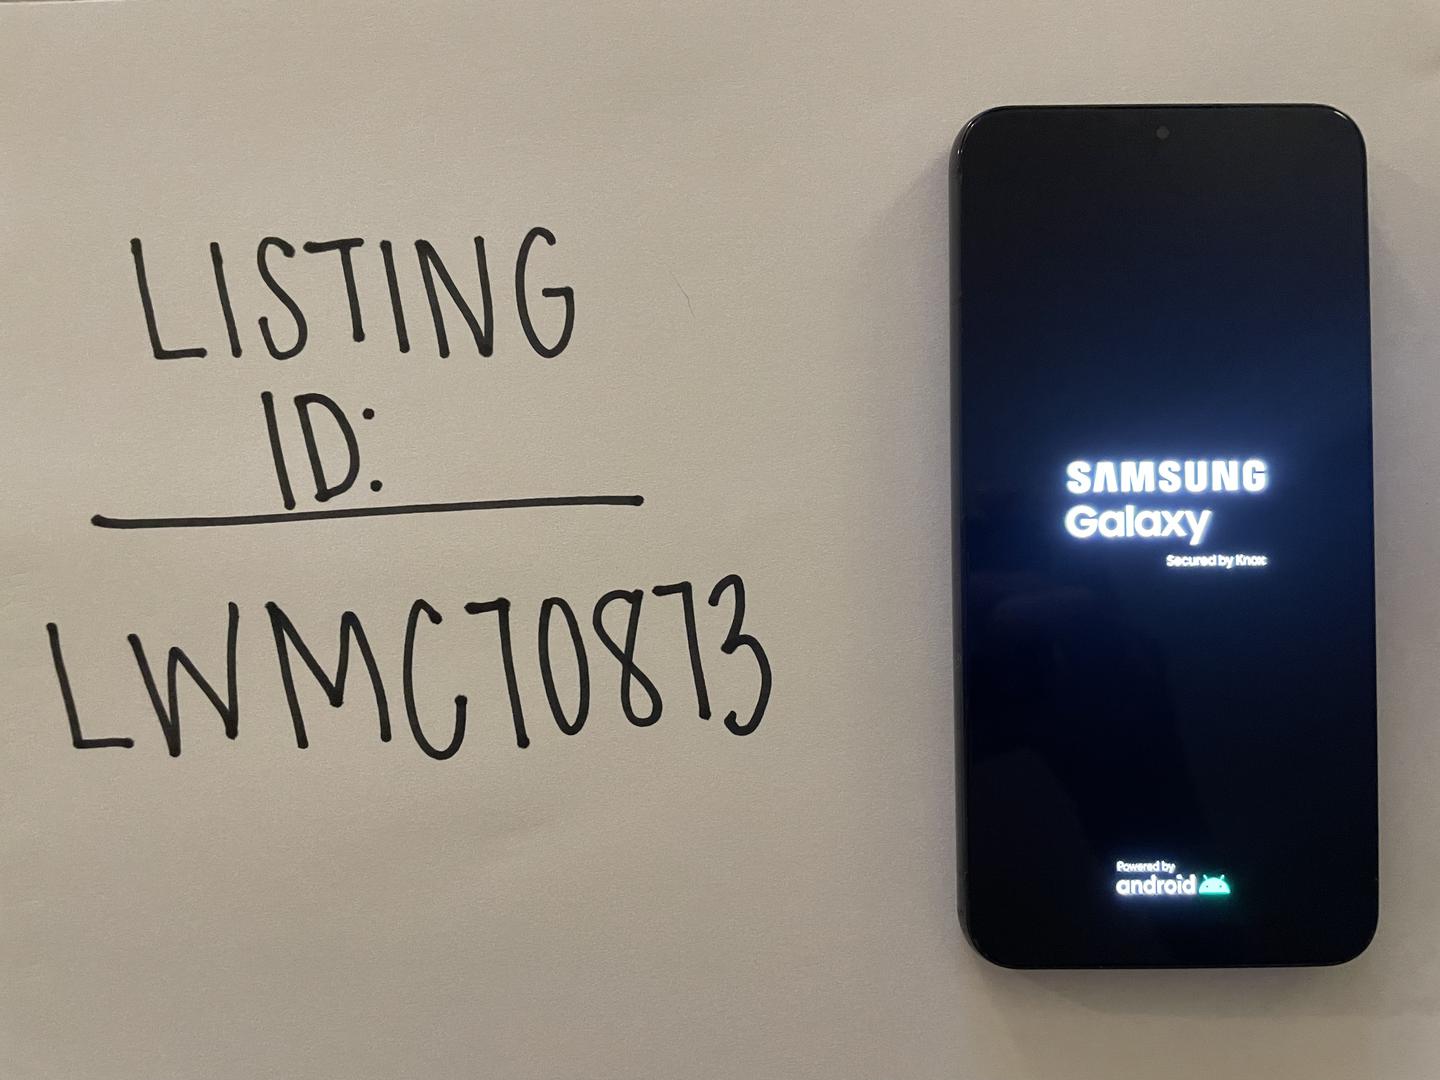 LISTING
ID:
LWMC70873
SAMSUNG
Galaxy
Secured by Knox
Powered by
android